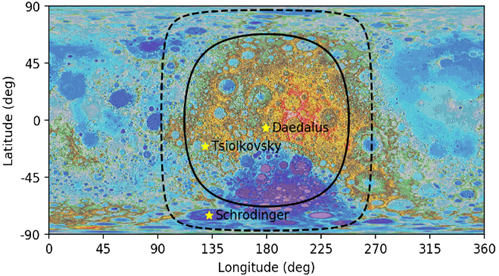 90
45
0
-45
-90
Latitude (deg)
Daedalus
Tsiolkovsky
Schrodinger
0
45
90
135
180
225
270
315
360
Longitude (deg)